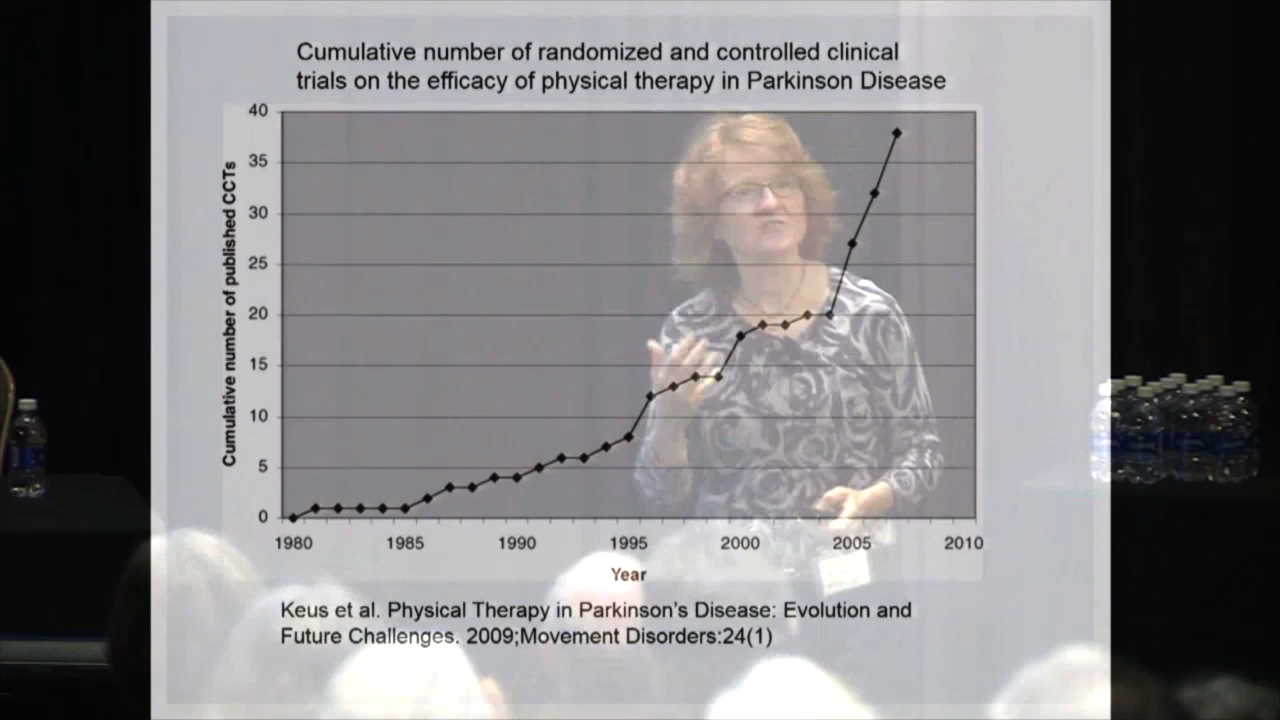 Cumulative number of randomized and controlled clinical
trials on the efficacy of physical therapy in Parkinson Disease
Cumulative number of published CCTs
40
35
30
25
20
15
10
5
0
1980 1985 1990 1995 2000 2005 2010
Year
Keus et al. Physical Therapy in Parkinson's Disease: Evolution and
Future Challenges. 2009;Movement Disorders:24(1)